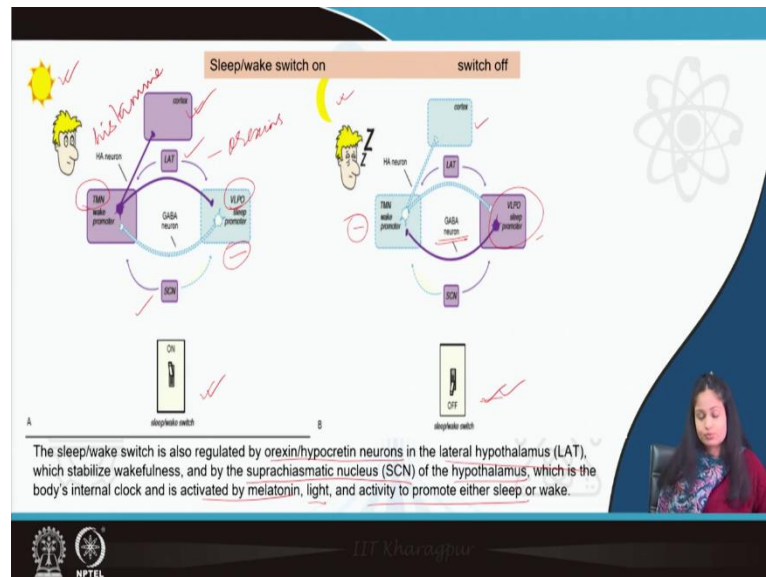 Sleep/wake switch on switch off
histamine
cortex
cortex
HA neuron
LAT
orexins
HA neuron
LAT
TMN
wake
promoter
VLPO
sleep
promoter
GABA
neuron
TMN
wake
promoter
VLPO
sleep
promoter
GABA
neuron
Z
z
SCN
SCN
ON
OFF
A
sleep/wake switch
B
sleep/wake switch
The sleep/wake switch is also regulated by orexin/hypocretin neurons in the lateral hypothalamus (LAT),
which stabilize wakefulness, and by the suprachiasmatic nucleus (SCN) of the hypothalamus, which is the
body's internal clock and is activated by melatonin, light, and activity to promote either sleep or wake.
IIT Kharagpur
NPTEL